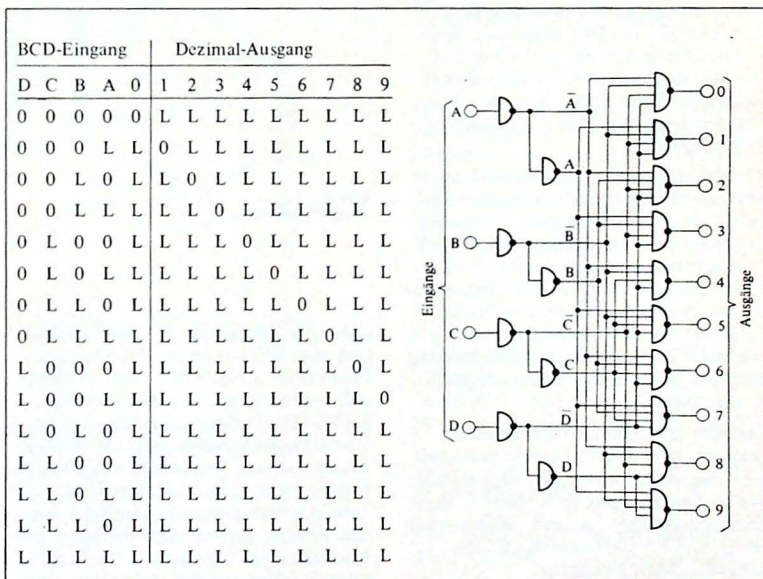 BCD-Eingang Dezimal-Ausgang
D C B A 0 1 2 3 4 5 6 7 8 9
0 0 0 0 0 L L L L L L L L L
0 0 0 L L 0 L L L L L L L L
0 0 L 0 L L 0 L L L L L L L
0 0 L L L L L 0 L L L L L L
0 L 0 0 L L L L 0 L L L L L
0 L 0 L L L L L L 0 L L L L
0 L L 0 L L L L L L 0 L L L
0 L L L L L L L L L L 0 L L
L 0 0 0 L L L L L L L L 0 L
L 0 0 L L L L L L L L L L 0
L 0 L 0 L L L L L L L L L L
L L 0 0 L L L L L L L L L L
L L 0 L L L L L L L L L L L
L L L 0 L L L L L L L L L L
L L L L L L L L L L L L L L
Eingänge
A
B
C
D
A̅
A
B̅
B
C̅
C
D̅
D
0
1
2
3
4
5
6
7
8
9
Ausgänge